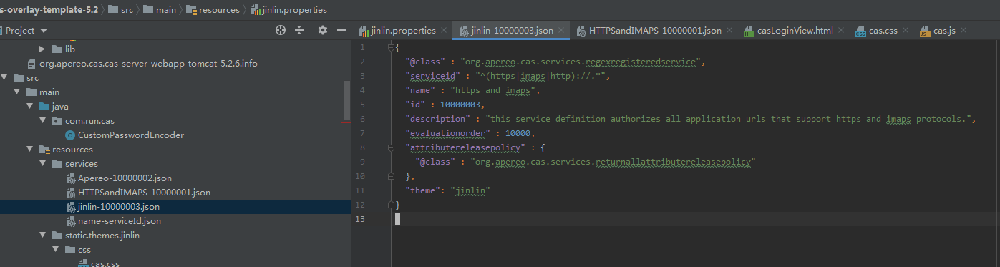 s-overlay-template-5.2 src main resources jinlin.properties
Project
lib
org.apereo.cas.cas-server-webapp-tomcat-5.2.6.info
src
main
java
com.run.cas
CustomPasswordEncoder
resources
services
Apereo-10000002.json
HTTPSandIMAPS-10000001.json
jinlin-10000003.json
name-serviceId.json
static.themes.jinlin
css
cas.css
jinlin.properties jinlin-10000003.json HTTPSandIMAPS-10000001.json casLoginView.html cas.css cas.js
1 {
2 "@class" : "org.apereo.cas.services.regexregisteredservice",
3 "serviceid" : "^(https|imaps|http)://.*",
4 "name" : "https and imaps",
5 "id" : 10000003,
6 "description" : "this service definition authorizes all application urls that support https and imaps protocols.",
7 "evaluationorder" : 10000,
8 "attributereleasepolicy" : {
9 "@class" : "org.apereo.cas.services.returnallattributereleasepolicy"
10 },
11 "theme": "jinlin"
12 }
13